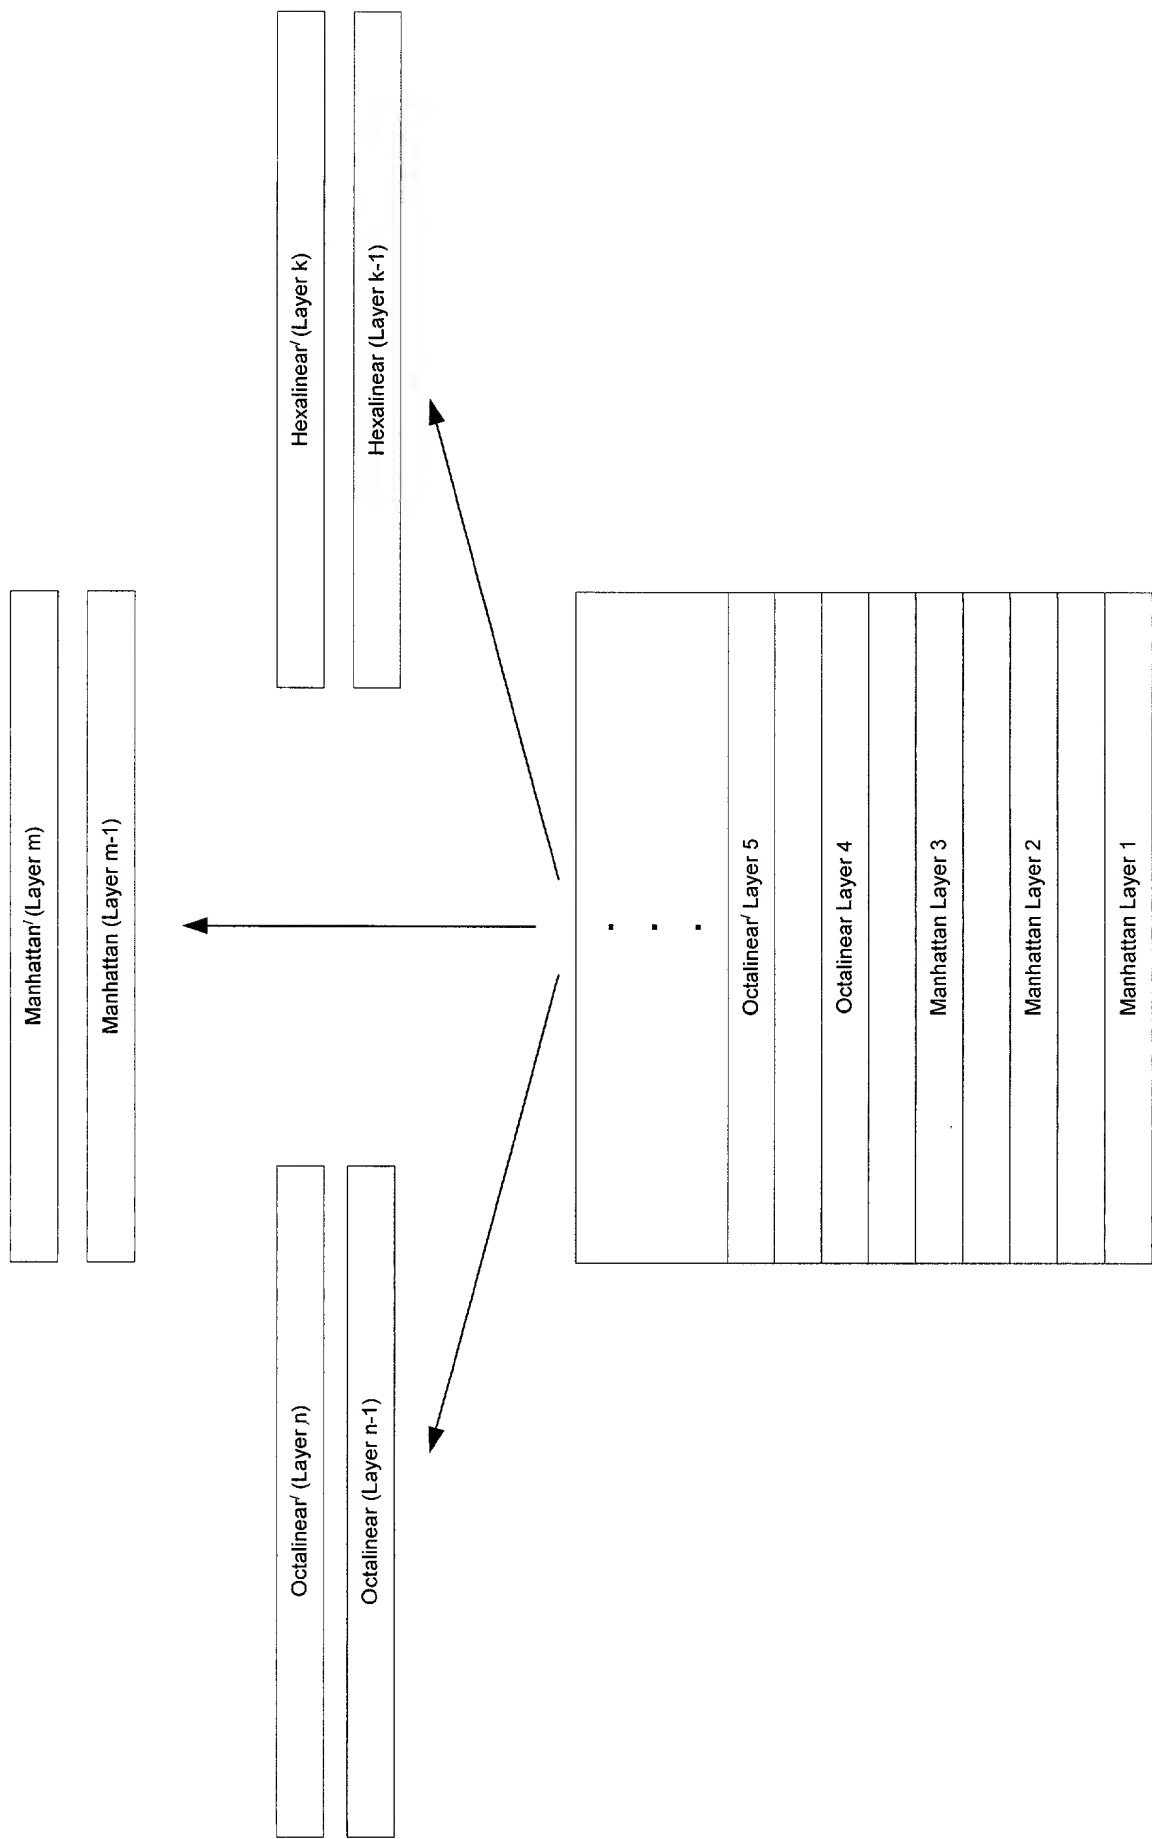 Manhattan′ (Layer m)
Manhattan (Layer m-1)
Octalinear′ (Layer n)
Octalinear (Layer n-1)
Hexalinear′ (Layer k)
Hexalinear (Layer k-1)
Octalinear′ Layer 5
Octalinear Layer 4
Manhattan Layer 3
Manhattan Layer 2
Manhattan Layer 1